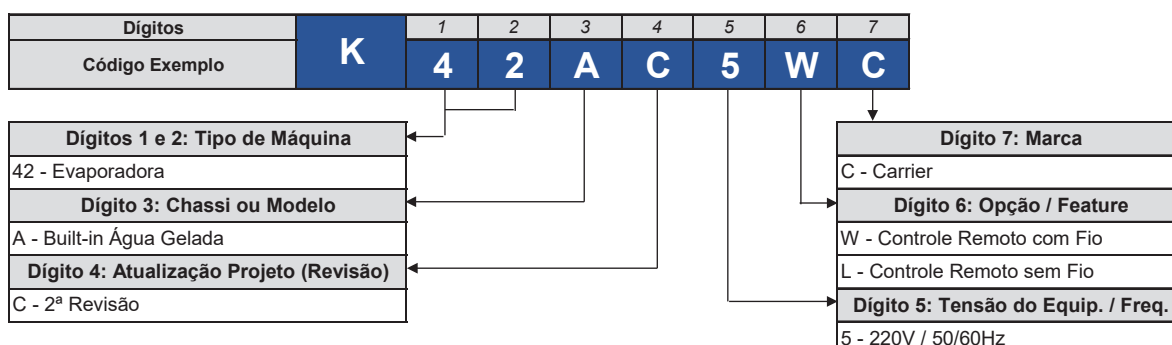 Dígitos K 1 2 3 4 5 6 7
Código Exemplo 4 2 A C 5 W C
Dígitos 1 e 2: Tipo de Máquina
42 - Evaporadora
Dígito 3: Chassi ou Modelo
A - Built-in Água Gelada
Dígito 4: Atualização Projeto (Revisão)
C - 2ª Revisão
Dígito 7: Marca
C - Carrier
Dígito 6: Opção / Feature
W - Controle Remoto com Fio
L - Controle Remoto sem Fio
Dígito 5: Tensão do Equip. / Freq.
5 - 220V / 50/60Hz